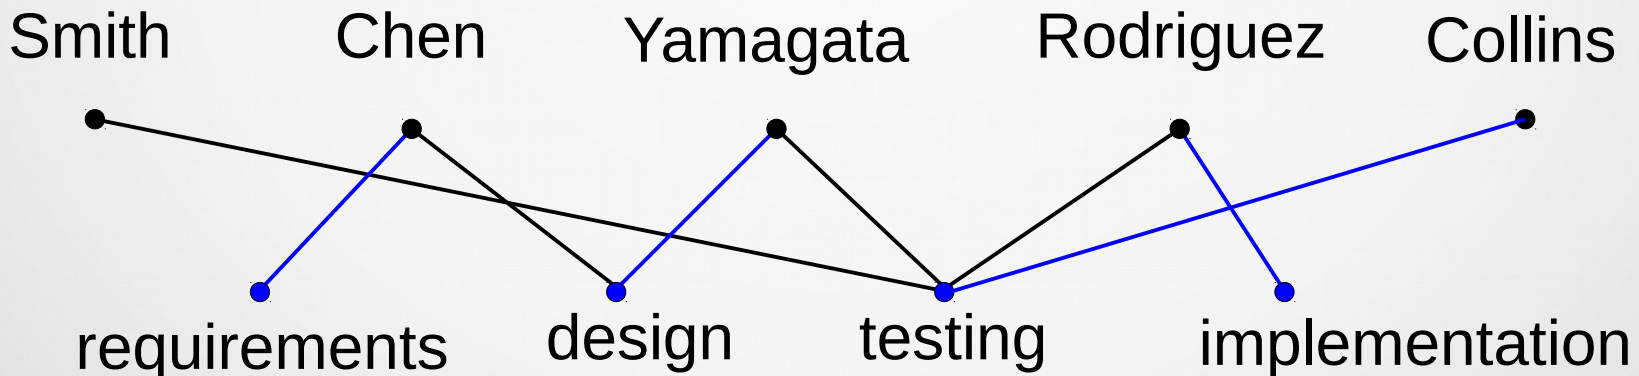 Smith Chen Yamagata Rodriguez Collins
requirements design testing implementation